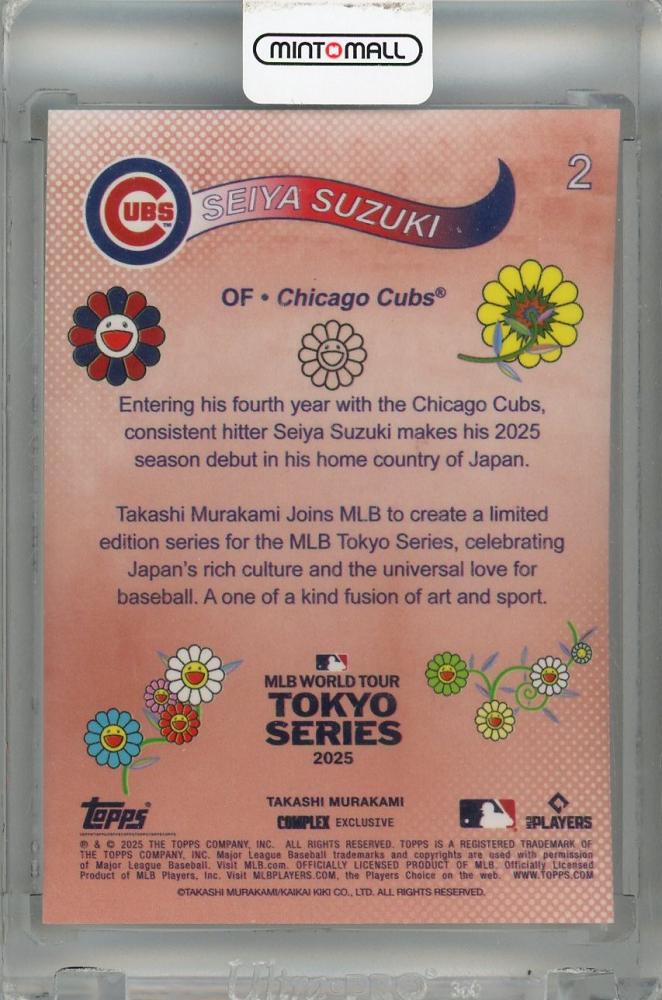 MINTMALL
2
CUBS
SEIYA SUZUKI
OF • Chicago Cubs®
Entering his fourth year with the Chicago Cubs,
consistent hitter Seiya Suzuki makes his 2025
season debut in his home country of Japan.
Takashi Murakami Joins MLB to create a limited
edition series for the MLB Tokyo Series, celebrating
Japan's rich culture and the universal love for
baseball. A one of a kind fusion of art and sport.
MLB WORLD TOUR
TOKYO
SERIES
2025
Topps®
TAKASHI MURAKAMI
COMPLEX EXCLUSIVE
MLB PLAYERS
® & © 2025 THE TOPPS COMPANY, INC. ALL RIGHTS RESERVED. TOPPS IS A REGISTERED TRADEMARK OF
THE TOPPS COMPANY, INC. Major League Baseball trademarks and copyrights are used with permission
of Major League Baseball. Visit MLB.com. OFFICIALLY LICENSED PRODUCT OF MLB. Officially Licensed
Product of MLB Players, Inc. Visit MLBPLAYERS.COM, the Players Choice on the web. WWW.TOPPS.COM
©TAKASHI MURAKAMI/KAIKAI KIKI CO., LTD. ALL RIGHTS RESERVED.
Ultra PRO